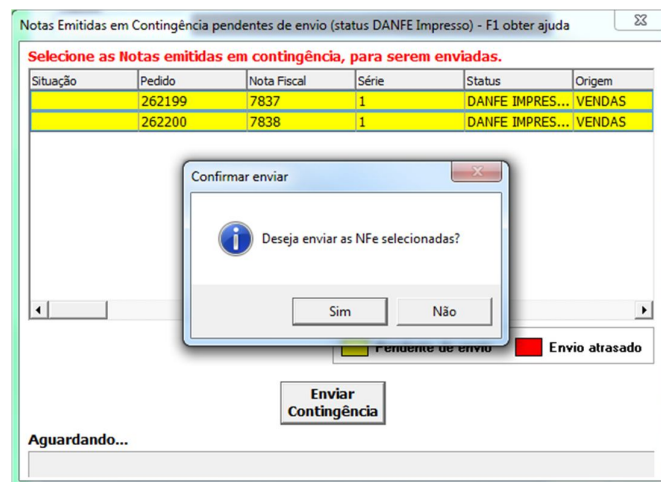 Notas Emitidas em Contingência pendentes de envio (status DANFE Impresso) - F1 obter ajuda
Selecione as Notas emitidas em contingência, para serem enviadas.
Situação Pedido Nota Fiscal Série Status Origem
262199 7837 1 DANFE IMPRES... VENDAS
262200 7838 1 DANFE IMPRES... VENDAS
Confirmar enviar
Deseja enviar as NFe selecionadas?
Sim Não
Pendente de envio Envio atrasado
Enviar
Contingência
Aguardando...